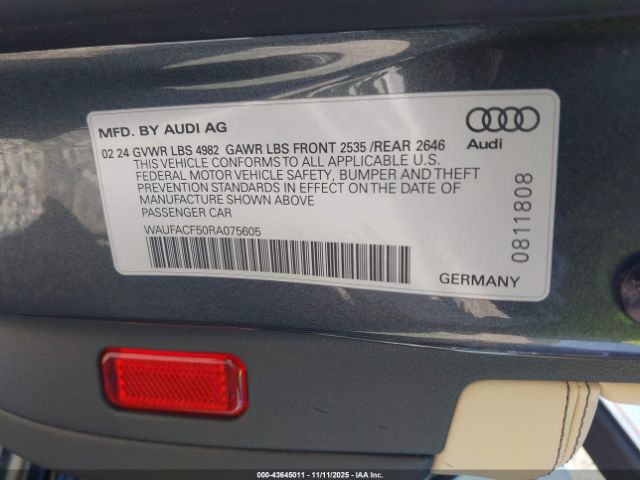 MFD. BY AUDI AG
02 24 GVWR LBS 4982 GAWR LBS FRONT 2535 /REAR 2646
THIS VEHICLE CONFORMS TO ALL APPLICABLE U.S.
FEDERAL MOTOR VEHICLE SAFETY, BUMPER AND THEFT
PREVENTION STANDARDS IN EFFECT ON THE DATE OF
MANUFACTURE SHOWN ABOVE
PASSENGER CAR
WAUFACF50RA075605
Audi
0811808
GERMANY
000-43645011 - 11/11/2025 - IAA Inc.